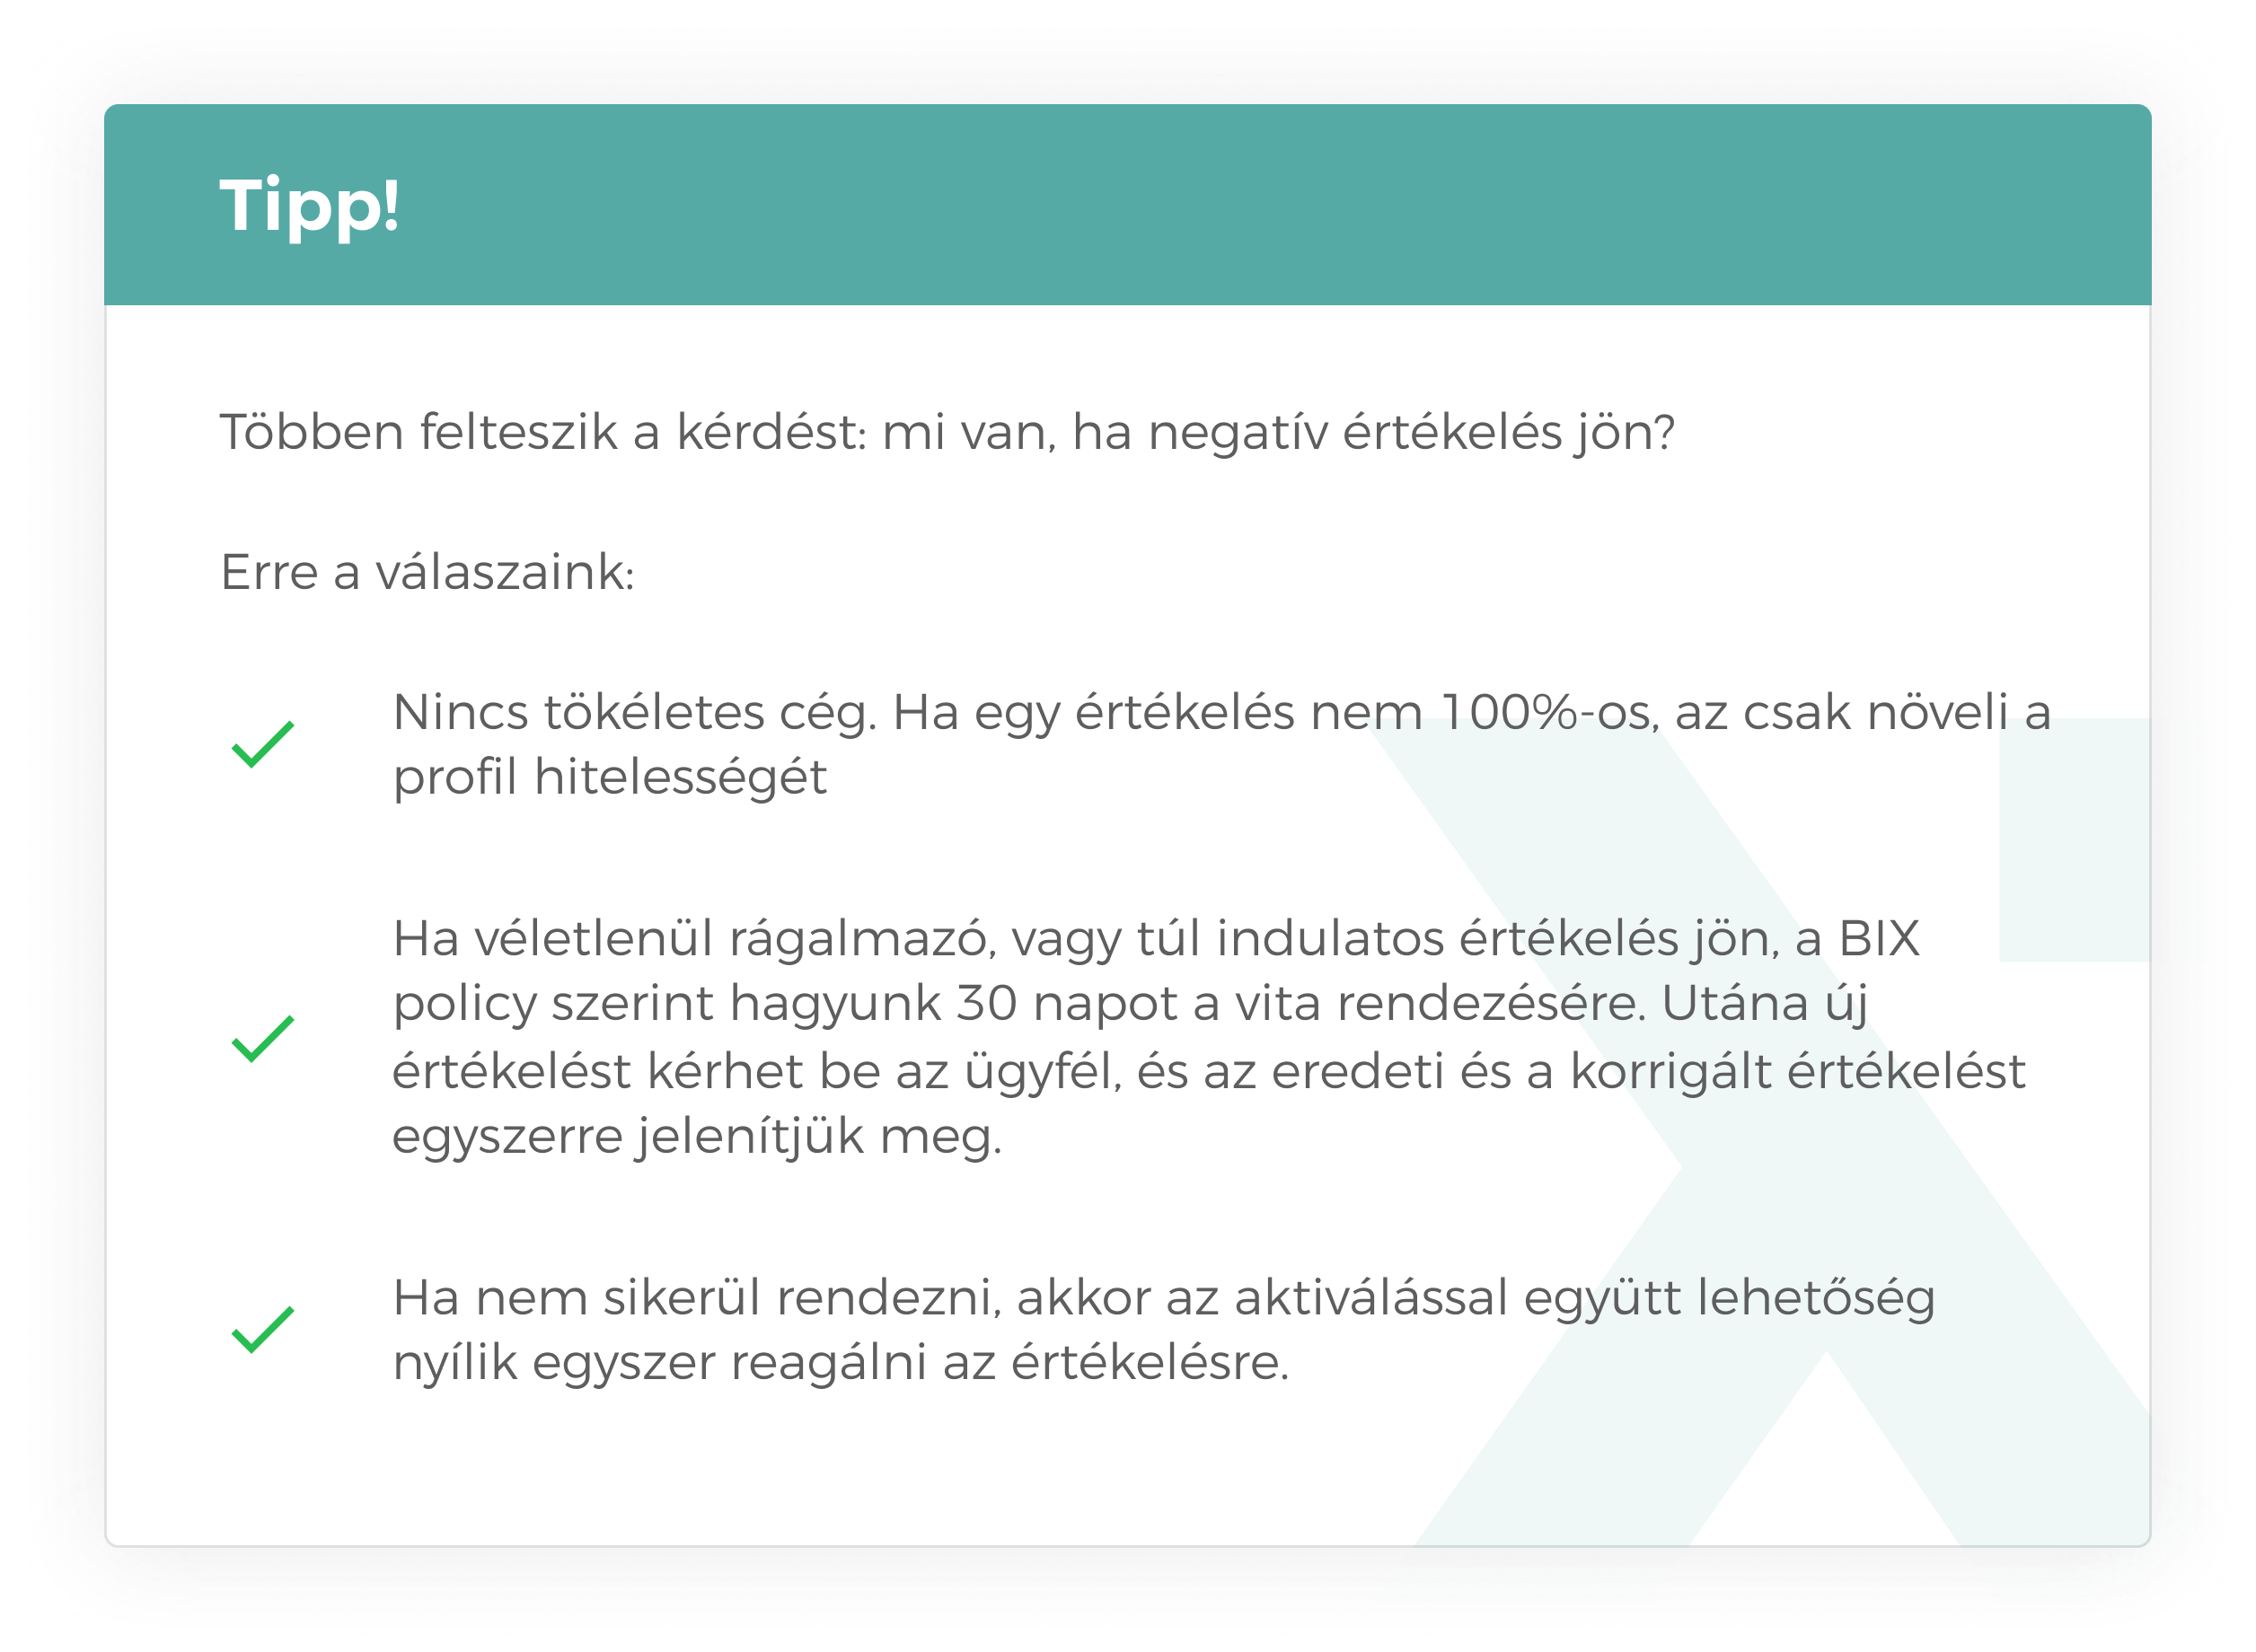 Tipp!
Többen felteszik a kérdést: mi van, ha negatív értékelés jön?
Erre a válaszaink:
Nincs tökéletes cég. Ha egy értékelés nem 100%-os, az csak növeli a
profil hitelességét
Ha véletlenül rágalmazó, vagy túl indulatos értékelés jön, a BIX
policy szerint hagyunk 30 napot a vita rendezésére. Utána új
értékelést kérhet be az ügyfél, és az eredeti és a korrigált értékelést
egyszerre jelenítjük meg.
Ha nem sikerül rendezni, akkor az aktiválással együtt lehetőség
nyílik egyszer reagálni az értékelésre.